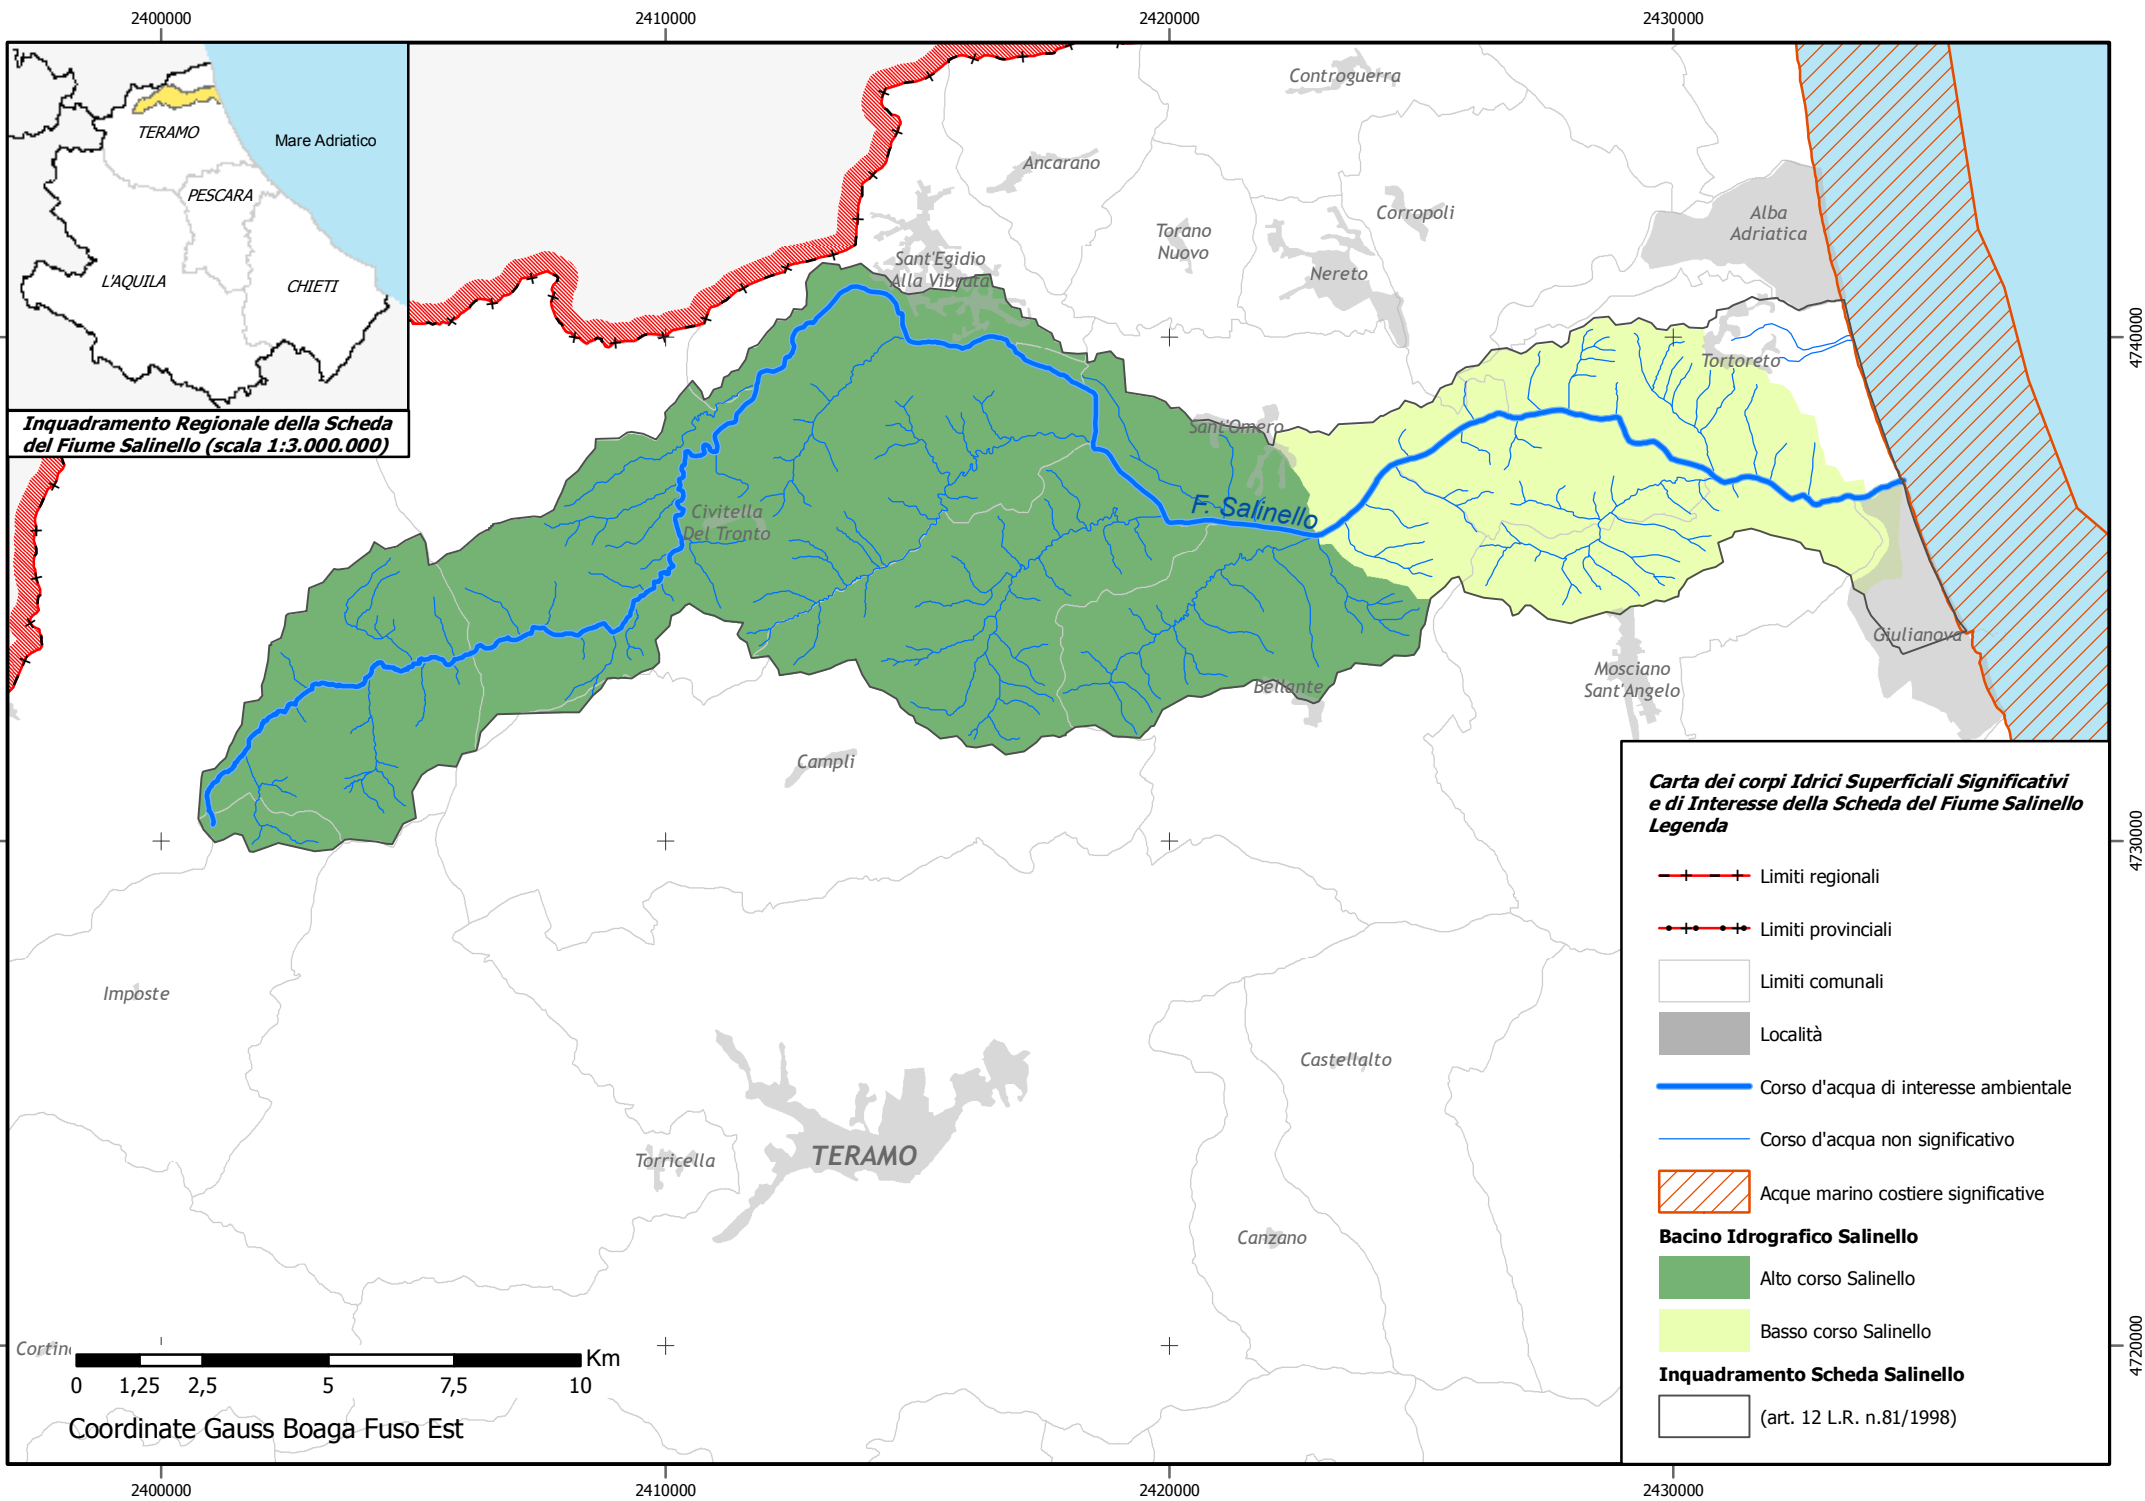 2400000
2410000
2420000
2430000
TERAMO
Mare Adriatico
PESCARA
L'AQUILA
CHIETI
Inquadramento Regionale della Scheda
del Fiume Salinello (scala 1:3.000.000)
Controguerra
Ancarano
Corropoli
Alba
Adriatica
Torano
Nuovo
Sant'Egidio
Alla Vibrata
Nereto
4740000
Tortoreto
Sant'Omero
F. Salinello
Civitella
Del Tronto
Giulianova
Mosciano
Sant'Angelo
Bellante
Campli
4730000
Imposte
Castellalto
TERAMO
Torricella
Canzano
4720000
Carta dei corpi Idrici Superficiali Significativi
e di Interesse della Scheda del Fiume Salinello
Legenda
Limiti regionali
Limiti provinciali
Limiti comunali
Località
Corso d'acqua di interesse ambientale
Corso d'acqua non significativo
Acque marino costiere significative
Bacino Idrografico Salinello
Alto corso Salinello
Basso corso Salinello
Inquadramento Scheda Salinello
(art. 12 L.R. n.81/1998)
Km
0 1,25 2,5 5 7,5 10
Coordinate Gauss Boaga Fuso Est
2400000
2410000
2420000
2430000